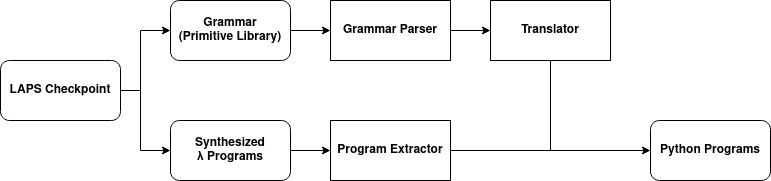 Grammar
(Primitive Library)
Grammar Parser
Translator
LAPS Checkpoint
Synthesized
λ Programs
Program Extractor
Python Programs